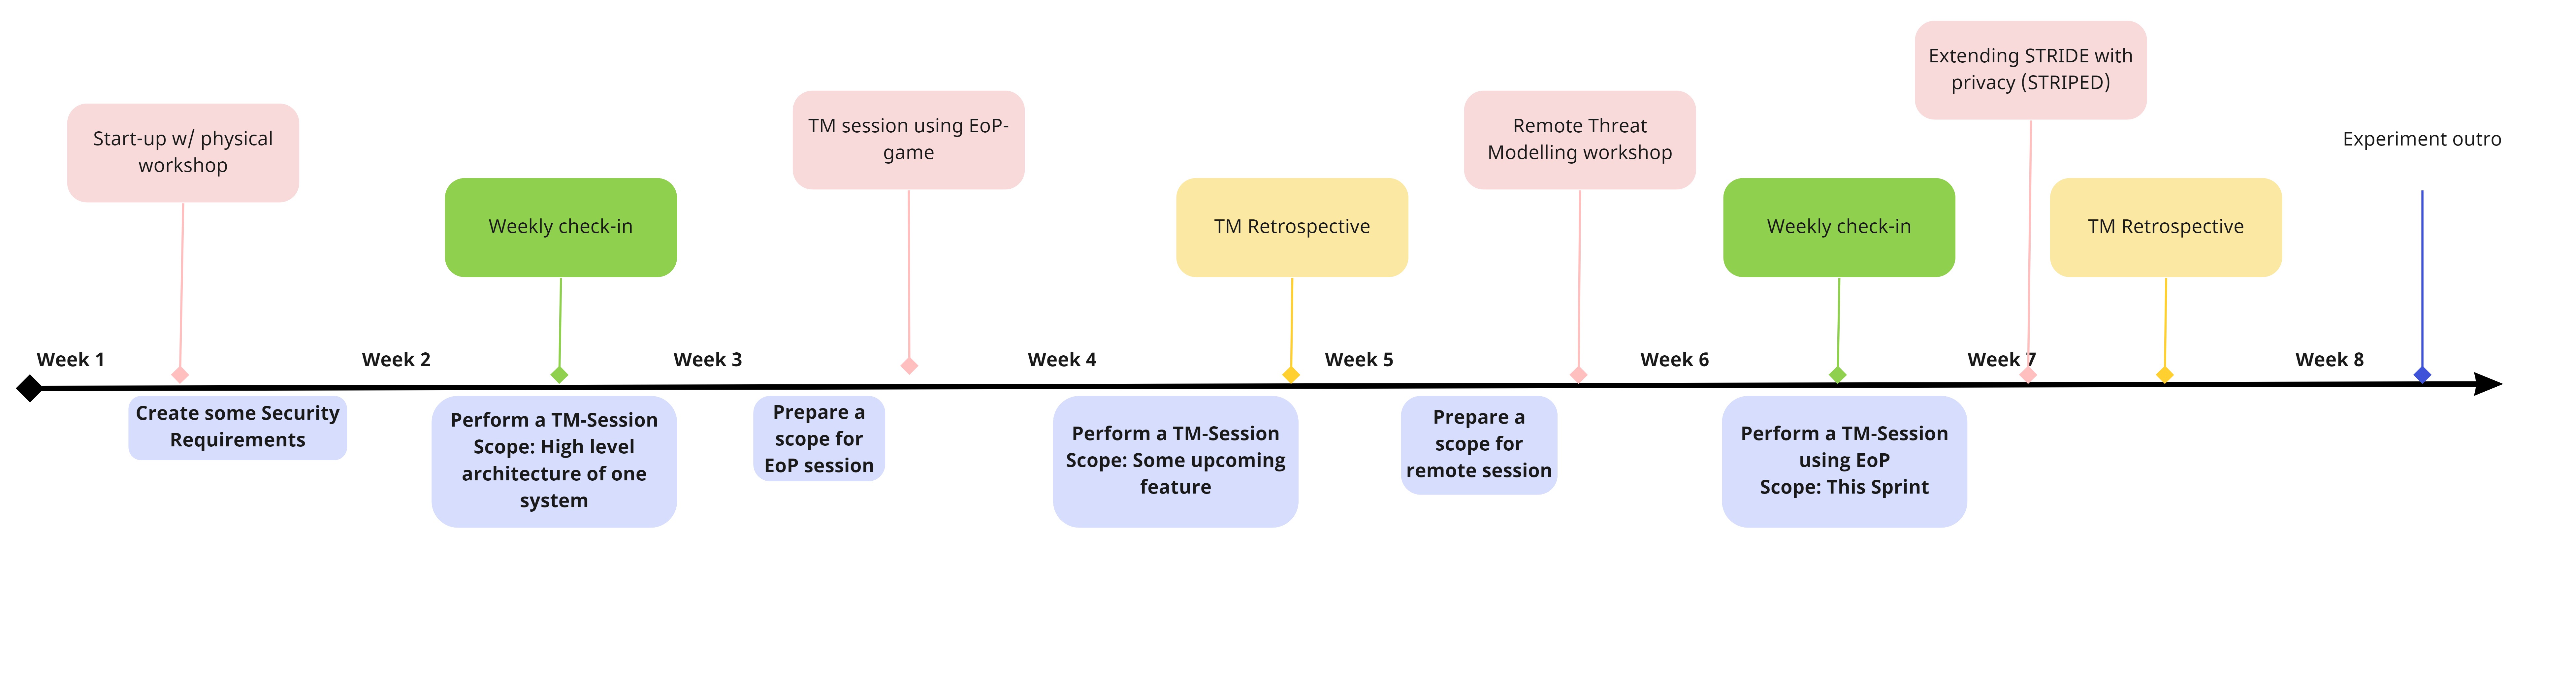 Extending STRIDE with
privacy (STRIPED)
Start-up w/ physical
workshop
TM session using EoP-
game
Remote Threat
Modelling workshop
Experiment outro
Weekly check-in
TM Retrospective
Weekly check-in
TM Retrospective
Week 1
Week 2
Week 3
Week 4
Week 5
Week 6
Week 7
Week 8
Create some Security
Requirements
Perform a TM-Session
Scope: High level
architecture of one
system
Prepare a
scope for
EoP session
Perform a TM-Session
Scope: Some upcoming
feature
Prepare a
scope for
remote session
Perform a TM-Session
using EoP
Scope: This Sprint